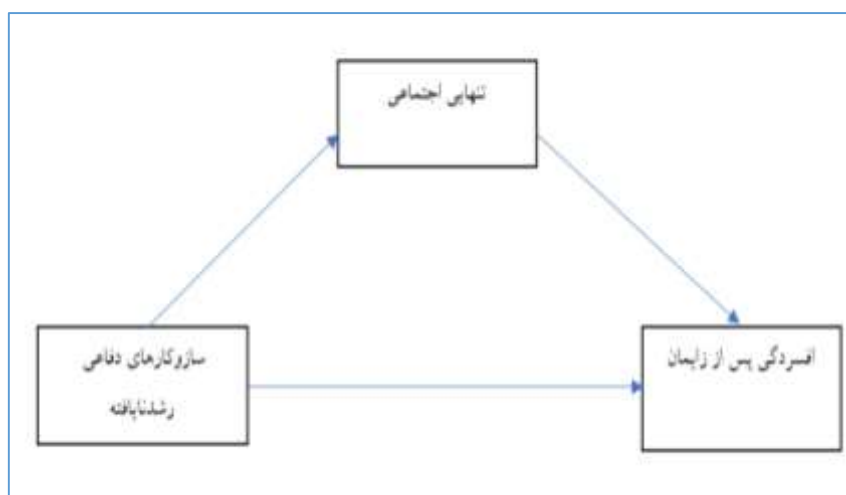 تنهایی اجتماعی
سازوکارهای دفاعی
رشدنایافته
افسردگی پس از زایمان